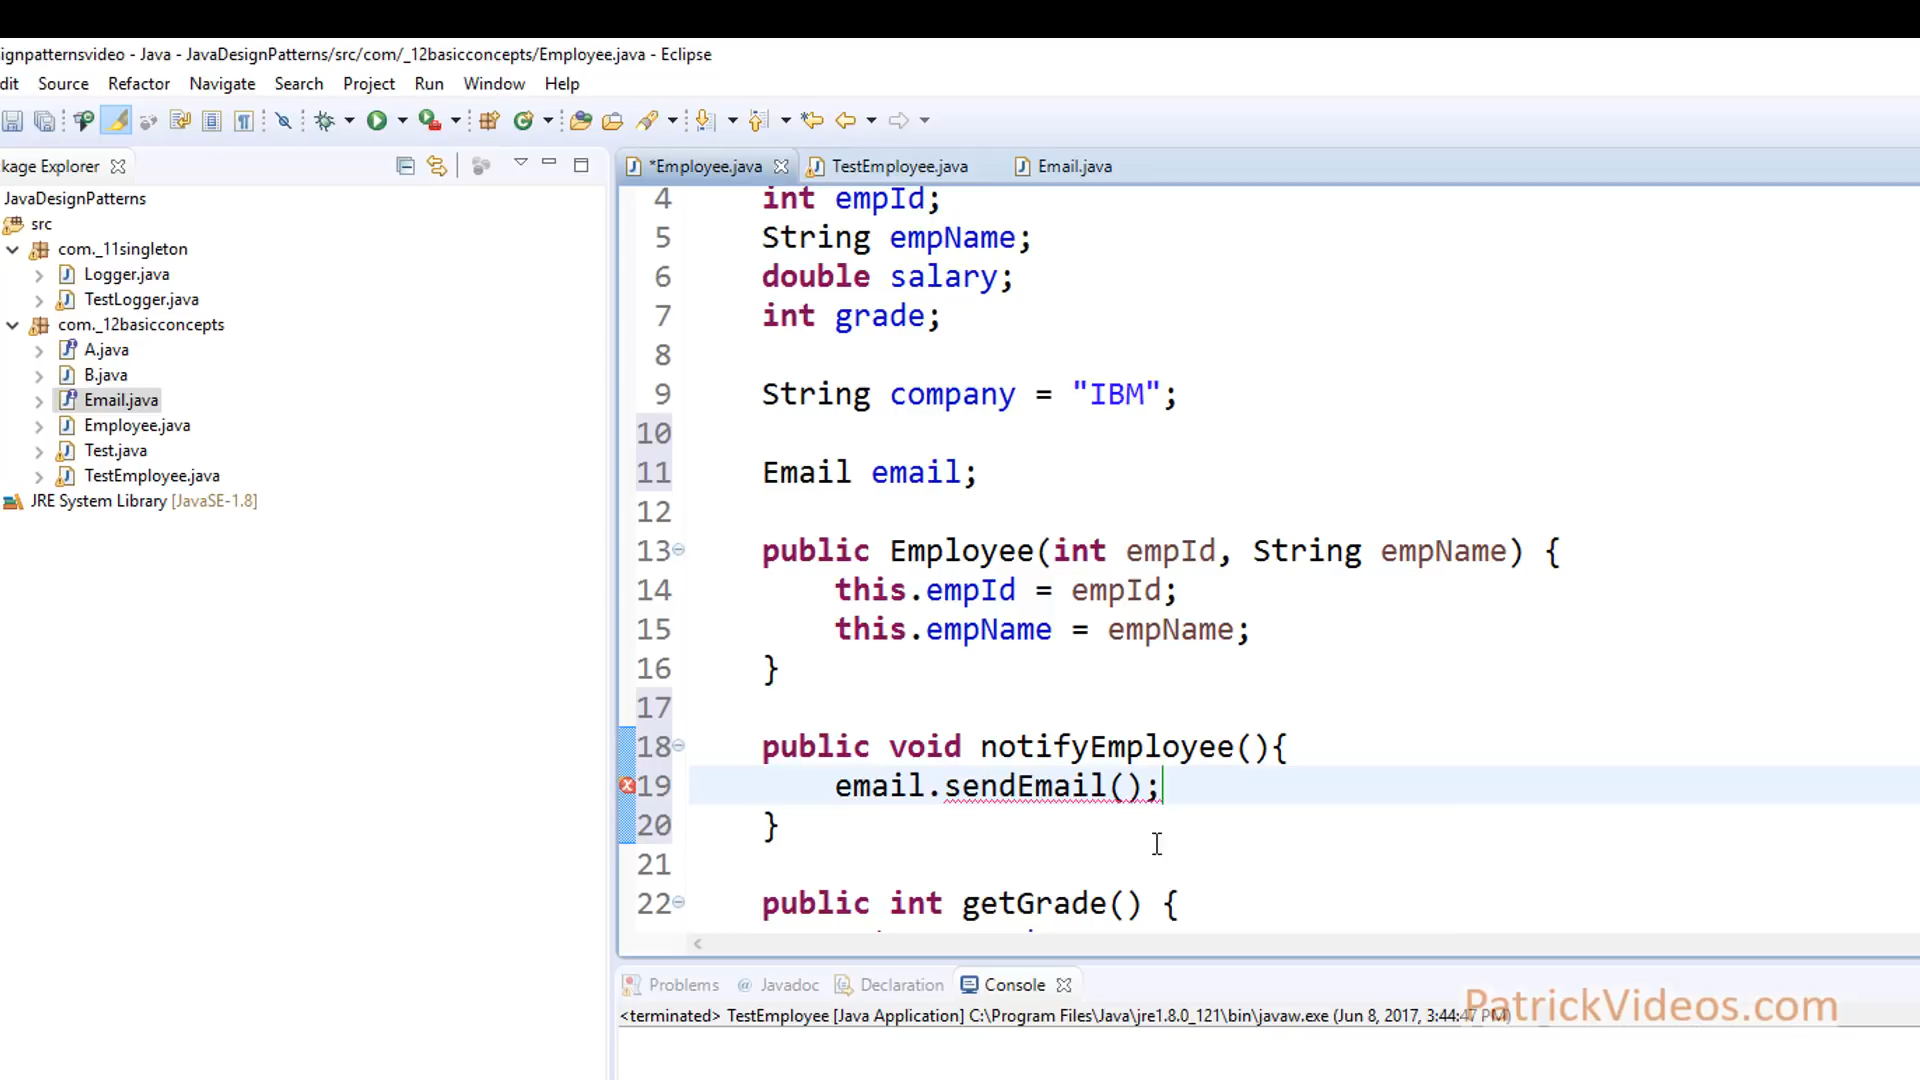 ignpatternsvideo - Java - JavaDesignPatterns/src/com/_12basicconcepts/Employee.java - Eclipse
dit Source Refactor Navigate Search Project Run Window Help
kage Explorer
*Employee.java TestEmployee.java Email.java
JavaDesignPatterns
src
com._11singleton
Logger.java
TestLogger.java
com._12basicconcepts
A.java
B.java
Email.java
Employee.java
Test.java
TestEmployee.java
JRE System Library [JavaSE-1.8]
4 int empId;
5 String empName;
6 double salary;
7 int grade;
8
9 String company = "IBM";
10
11 Email email;
12
13 public Employee(int empId, String empName) {
14 this.empId = empId;
15 this.empName = empName;
16 }
17
18 public void notifyEmployee(){
19 email.sendEmail();
20 }
21
22 public int getGrade() {
Problems @ Javadoc Declaration Console
<terminated> TestEmployee [Java Application] C:\Program Files\Java\jre1.8.0_121\bin\javaw.exe (Jun 8, 2017, 3:44:47 PM)
PatrickVideos.com